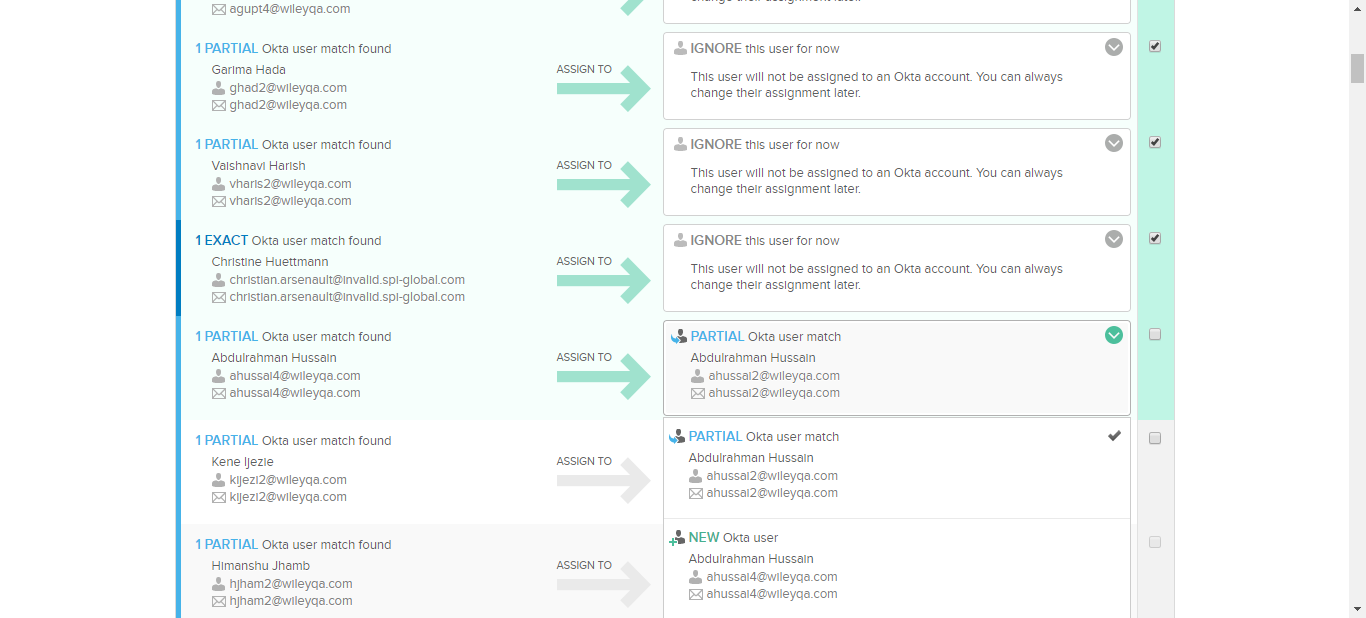 agupt4@wileyqa.com
change their assignment later.
1 PARTIAL Okta user match found
Garima Hada
ghad2@wileyqa.com
ghad2@wileyqa.com
ASSIGN TO
IGNORE this user for now
This user will not be assigned to an Okta account. You can always
change their assignment later.
1 PARTIAL Okta user match found
Vaishnavi Harish
vharis2@wileyqa.com
vharis2@wileyqa.com
ASSIGN TO
IGNORE this user for now
This user will not be assigned to an Okta account. You can always
change their assignment later.
1 EXACT Okta user match found
Christine Huettmann
christian.arsenault@invalid.spi-global.com
christian.arsenault@invalid.spi-global.com
ASSIGN TO
IGNORE this user for now
This user will not be assigned to an Okta account. You can always
change their assignment later.
1 PARTIAL Okta user match found
Abdulrahman Hussain
ahussai4@wileyqa.com
ahussai4@wileyqa.com
ASSIGN TO
PARTIAL Okta user match
Abdulrahman Hussain
ahussai2@wileyqa.com
ahussai2@wileyqa.com
1 PARTIAL Okta user match found
Kene Ijezie
kijezi2@wileyqa.com
kijezi2@wileyqa.com
ASSIGN TO
PARTIAL Okta user match
Abdulrahman Hussain
ahussai2@wileyqa.com
ahussai2@wileyqa.com
1 PARTIAL Okta user match found
Himanshu Jhamb
hjham2@wileyqa.com
hjham2@wileyqa.com
ASSIGN TO
NEW Okta user
Abdulrahman Hussain
ahussai4@wileyqa.com
ahussai4@wileyqa.com